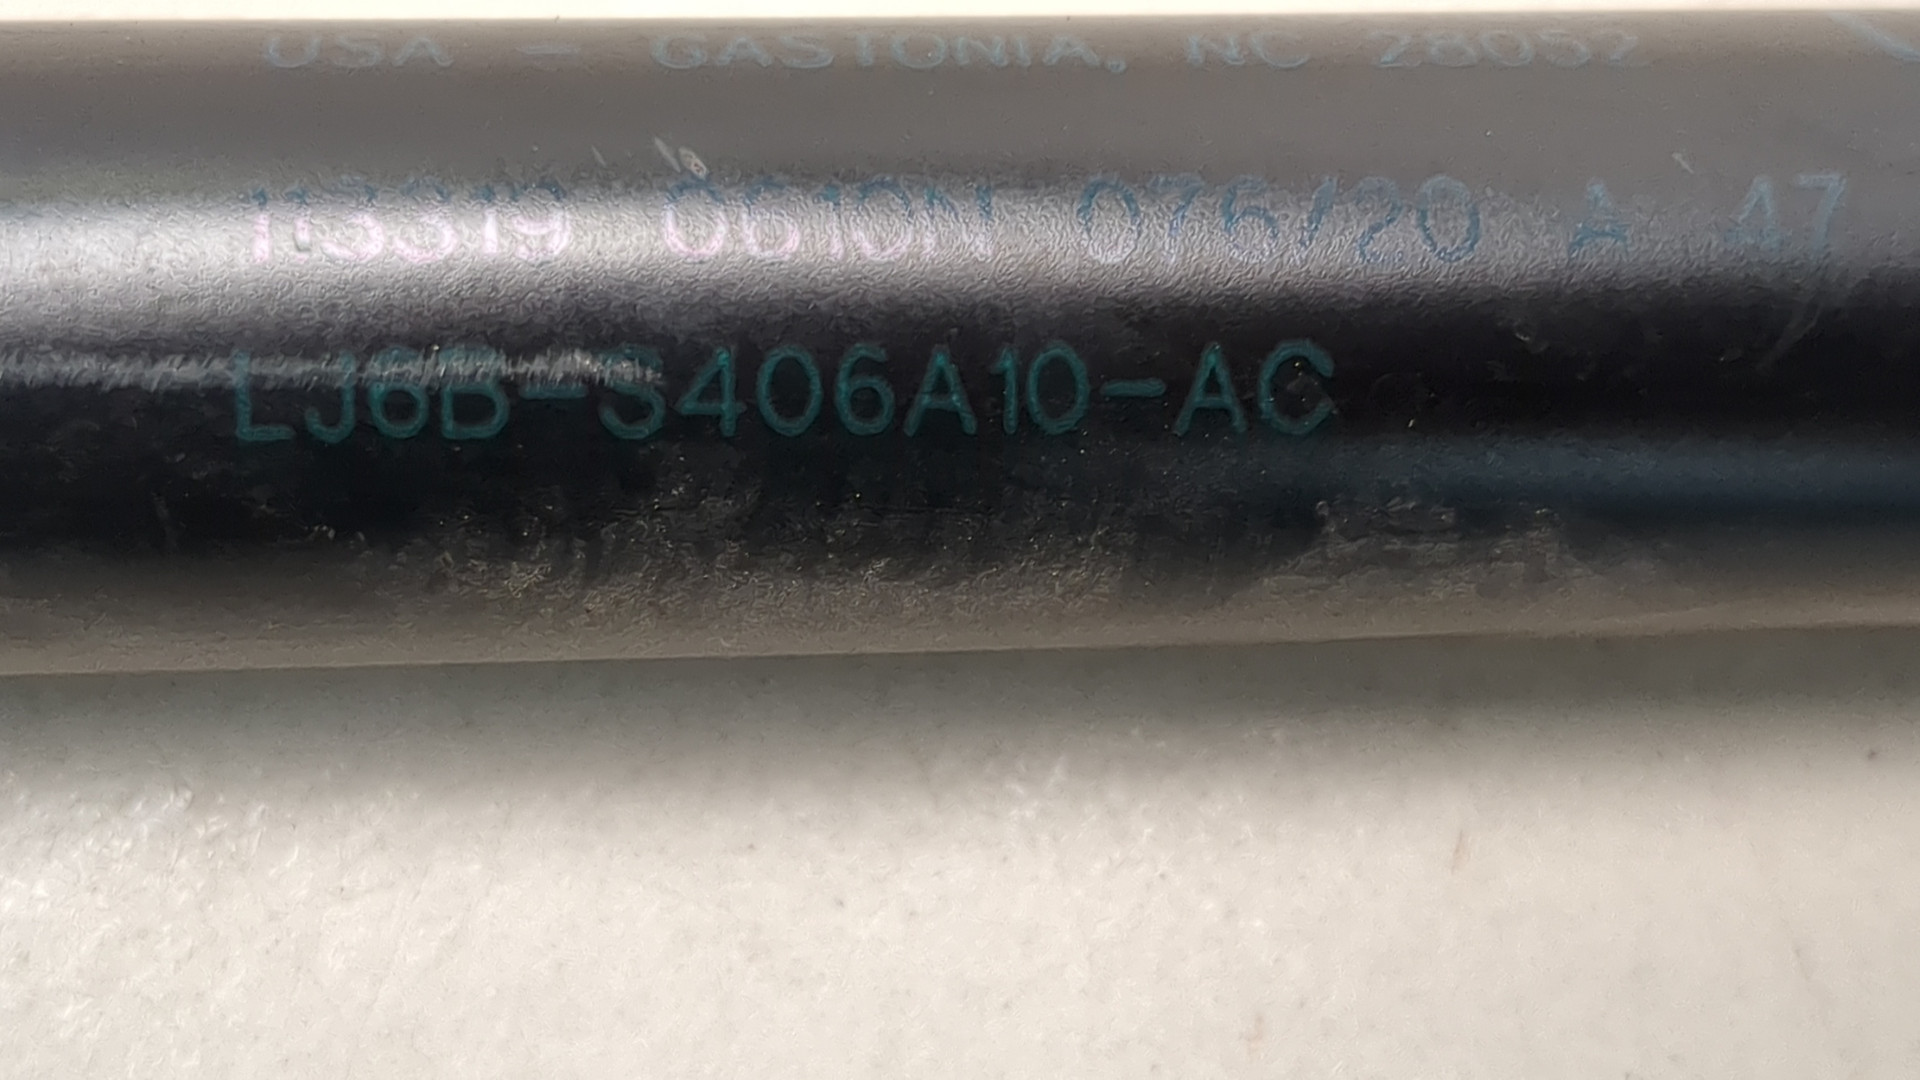 USA - GASTONIA, NC 28052
113319 0610N 076/20 A 47
LJ6B-S406A10-AC